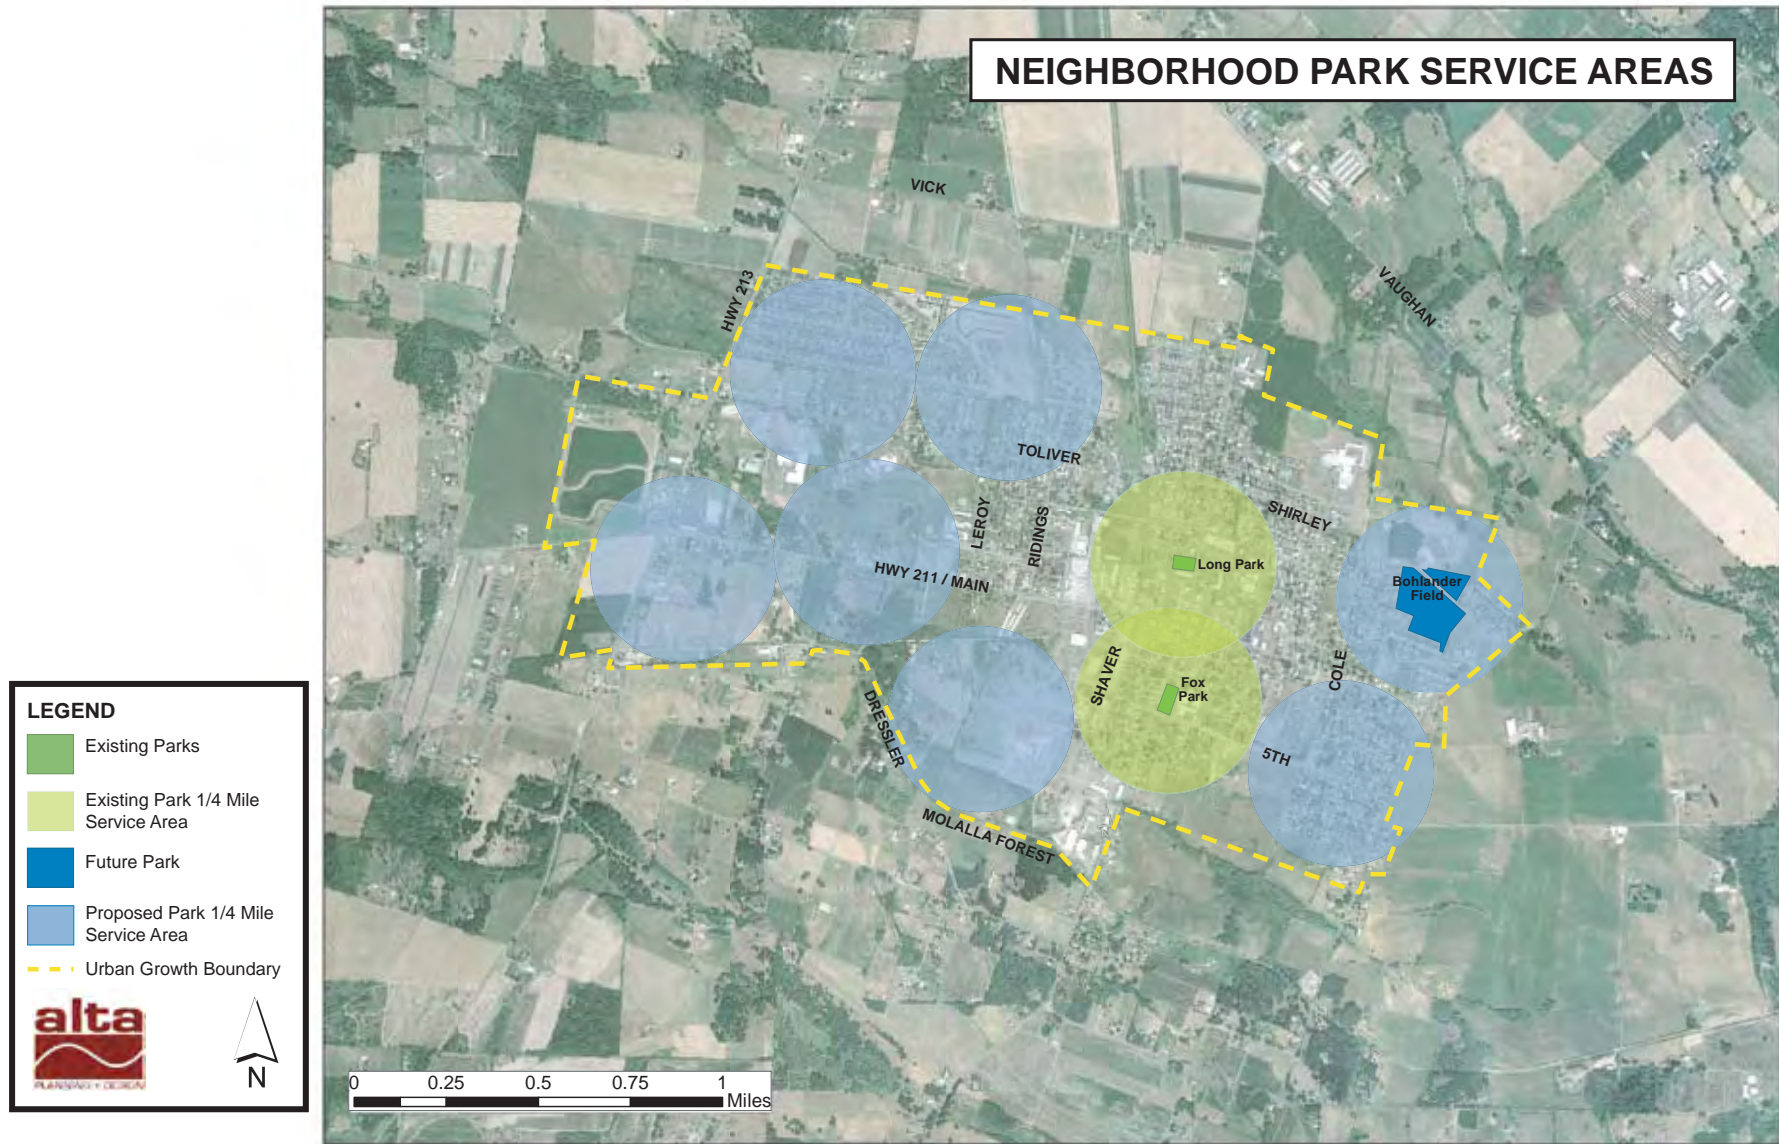 NEIGHBORHOOD PARK SERVICE AREAS
VICK
HWY 213
VAUGHAN
TOLIVER
LEROY
RIDINGS
SHIRLEY
HWY 211 / MAIN
Long Park
Bohlander
Field
SHAVER
Fox
Park
COLE
DRESSLER
5TH
MOLALLA FOREST
LEGEND
Existing Parks
Existing Park 1/4 Mile
Service Area
Future Park
Proposed Park 1/4 Mile
Service Area
Urban Growth Boundary
alta
PLANNING + DESIGN
N
0 0.25 0.5 0.75 1
Miles